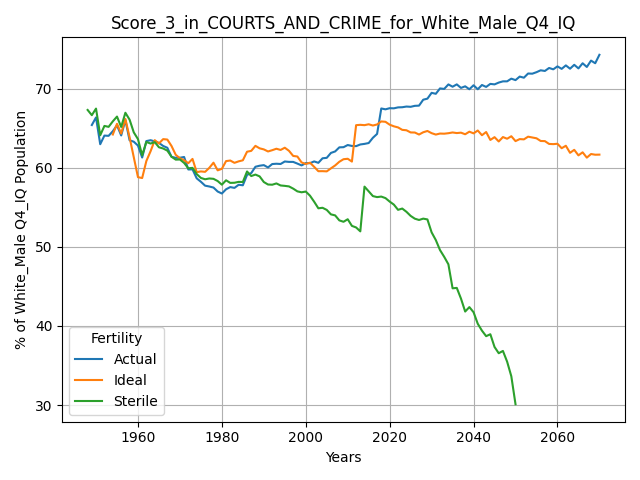 Score_3_in_COURTS_AND_CRIME_for_White_Male_Q4_IQ
% of White_Male Q4_IQ Population
70
60
50
40
30
Fertility
Actual
Ideal
Sterile
1960
1980
2000
2020
2040
2060
Years